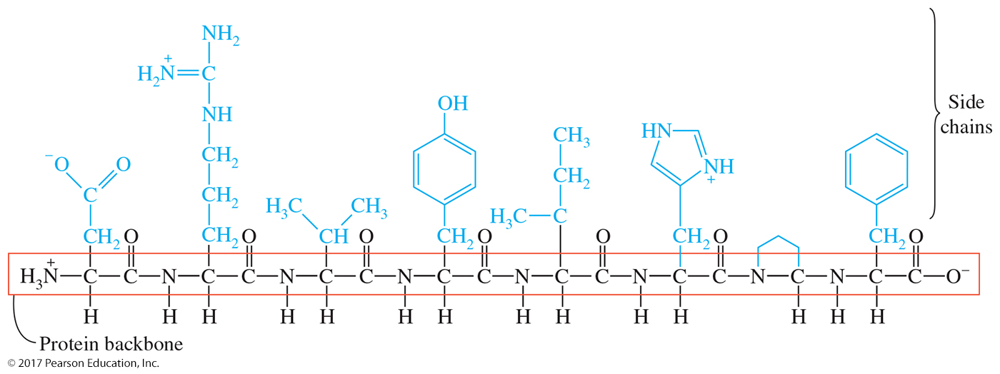 NH₂
H₂N⁺=C
NH
OH
CH₃
HN
Side
chains
⁻O O
CH₂
CH₂
NH⁺
C
CH₂
H₃C CH₃
H₃C—C
CH₂ O CH₂ O CH O CH₂ O O CH₂ O CH₂ O
H₃N⁺—C—C—N—C—C—N—C—C—N—C—C—N—C—C—N—C—C—N—C—N—C—C—O⁻
H H H H H H H H H H H H H H
Protein backbone
© 2017 Pearson Education, Inc.